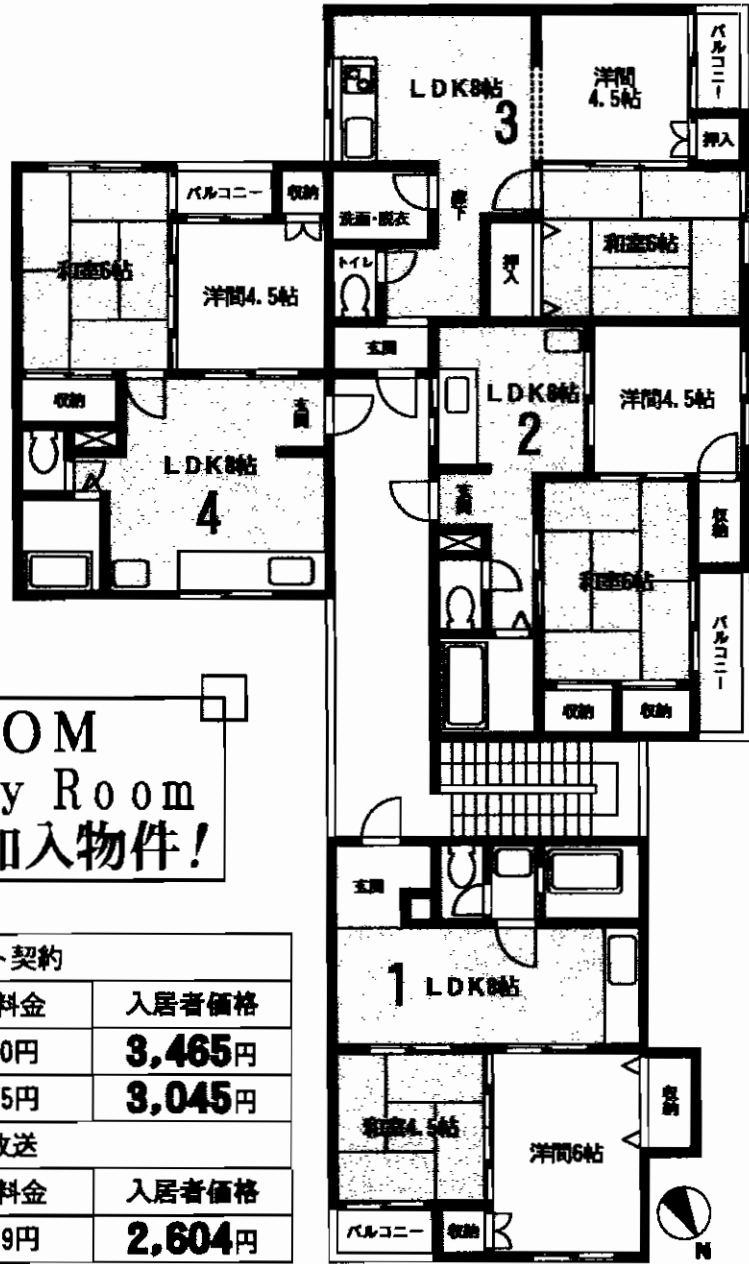 LDK8帖
3
洋間
4.5帖
バルコニー
押入
洗面・脱衣
廊下
トイレ
押入
和室6帖
玄関
バルコニー
収納
和室6帖
洋間4.5帖
収納
玄関
LDK8帖
4
LDK8帖
2
洋間4.5帖
玄関
収納
和室6帖
バルコニー
収納
収納
OM
y Room
加入物件!
玄関
1
LDK8帖
和室4.5帖
洋間6帖
収納
バルコニー
収納
N
ト契約
料金
入居者価格
0円
3,465円
5円
3,045円
放送
料金
入居者価格
9円
2,604円